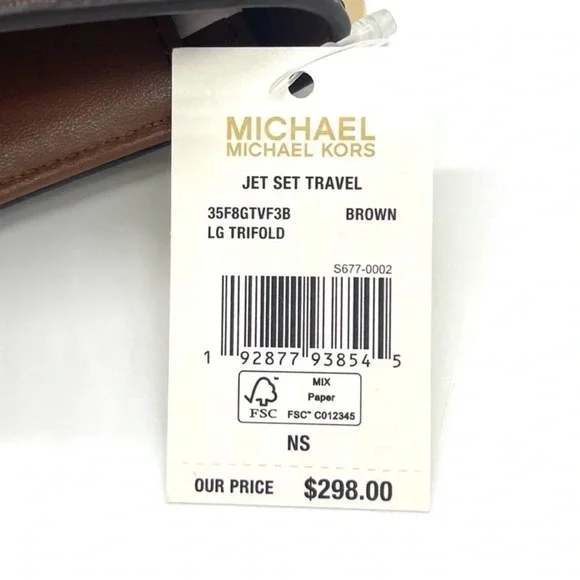 MICHAEL
MICHAEL KORS
JET SET TRAVEL
35F8GTVF3B BROWN
LG TRIFOLD
S677-0002
1 92877 93854 5
FSC
MIX
Paper
FSC™ C012345
NS
OUR PRICE $298.00